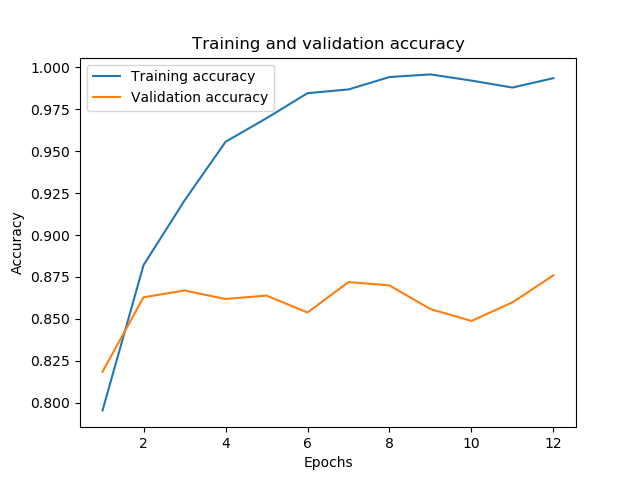 Training and validation accuracy
Training accuracy
Validation accuracy
1.000
0.975
0.950
0.925
0.900
0.875
0.850
0.825
0.800
Accuracy
2 4 6 8 10 12
Epochs